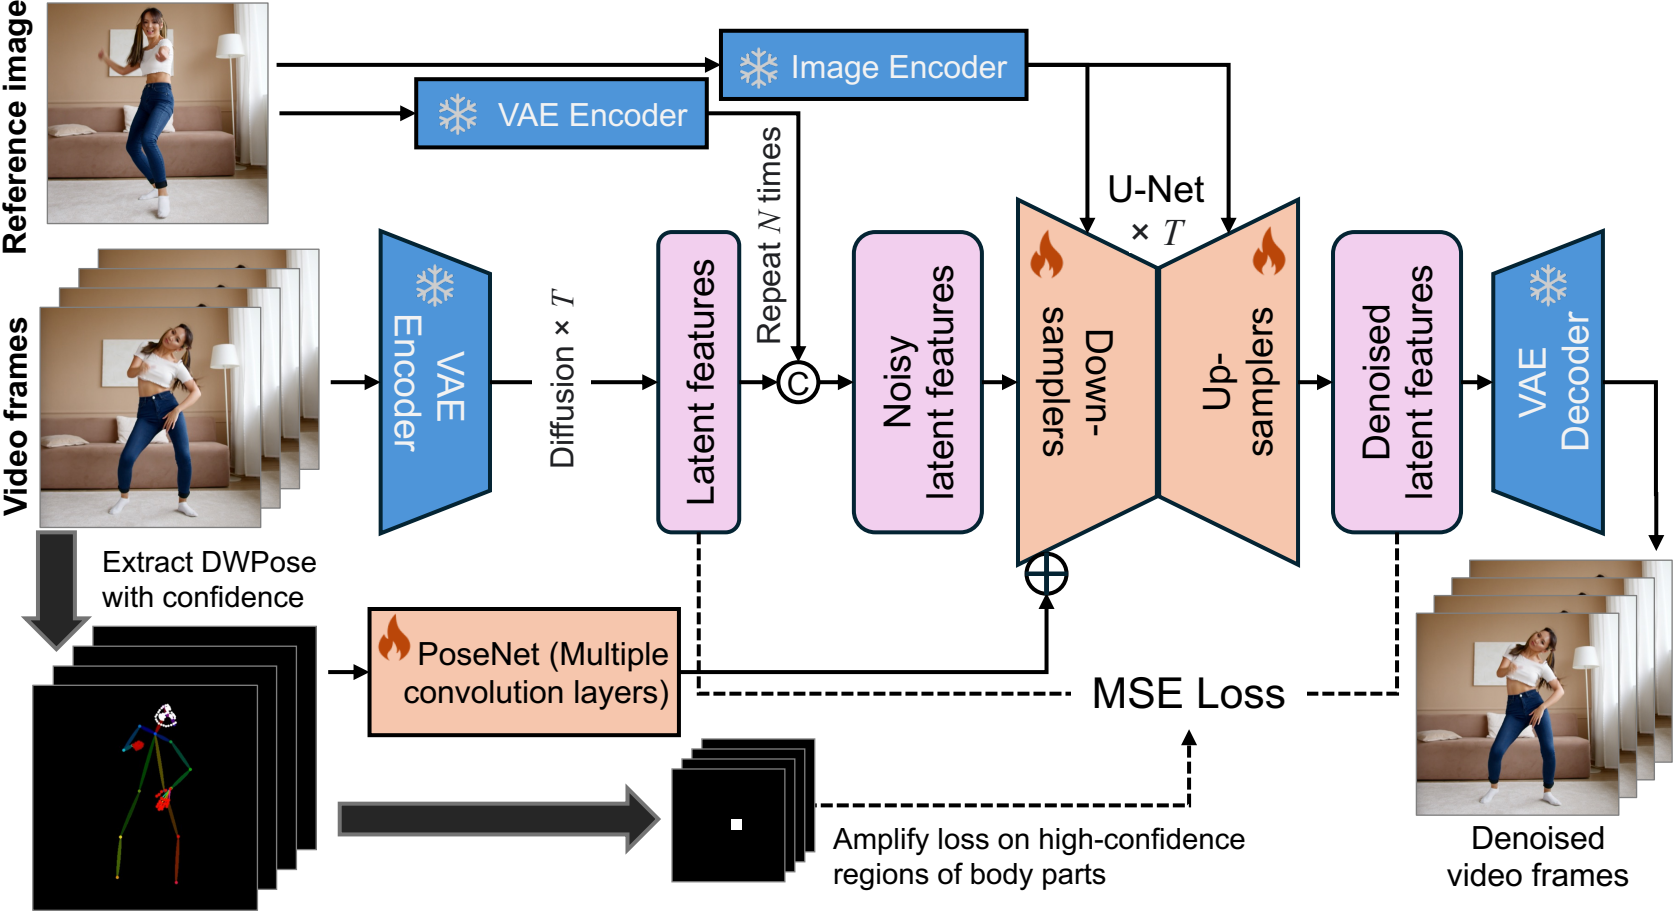 Reference image
Image Encoder
VAE Encoder
Repeat N times
U-Net
× T
Video frames
VAE
Encoder
Diffusion × T
Latent features
C
Noisy
latent features
Down-
samplers
Up-
samplers
Denoised
latent features
VAE
Decoder
Extract DWPose
with confidence
PoseNet (Multiple
convolution layers)
MSE Loss
Amplify loss on high-confidence
regions of body parts
Denoised
video frames